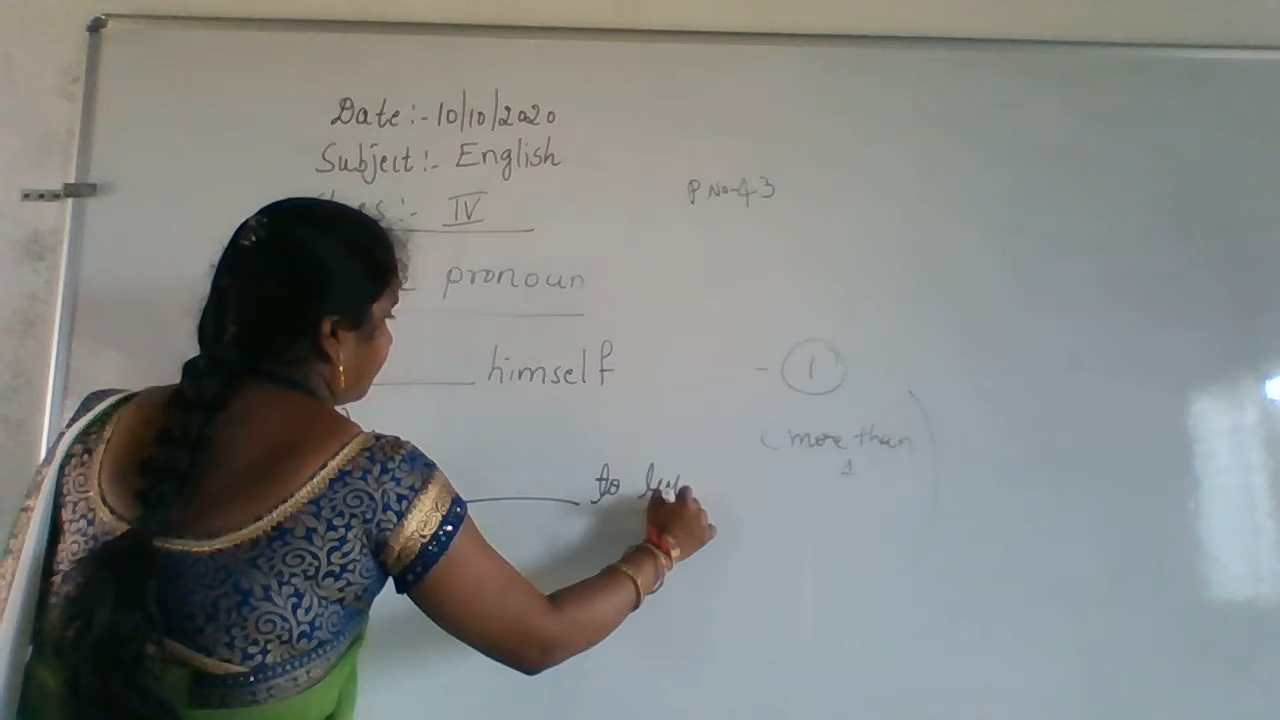 Date:- 10/10/2020
Subject:- English
IV
P No-43
pronoun
himself - 1
(more than
1
to